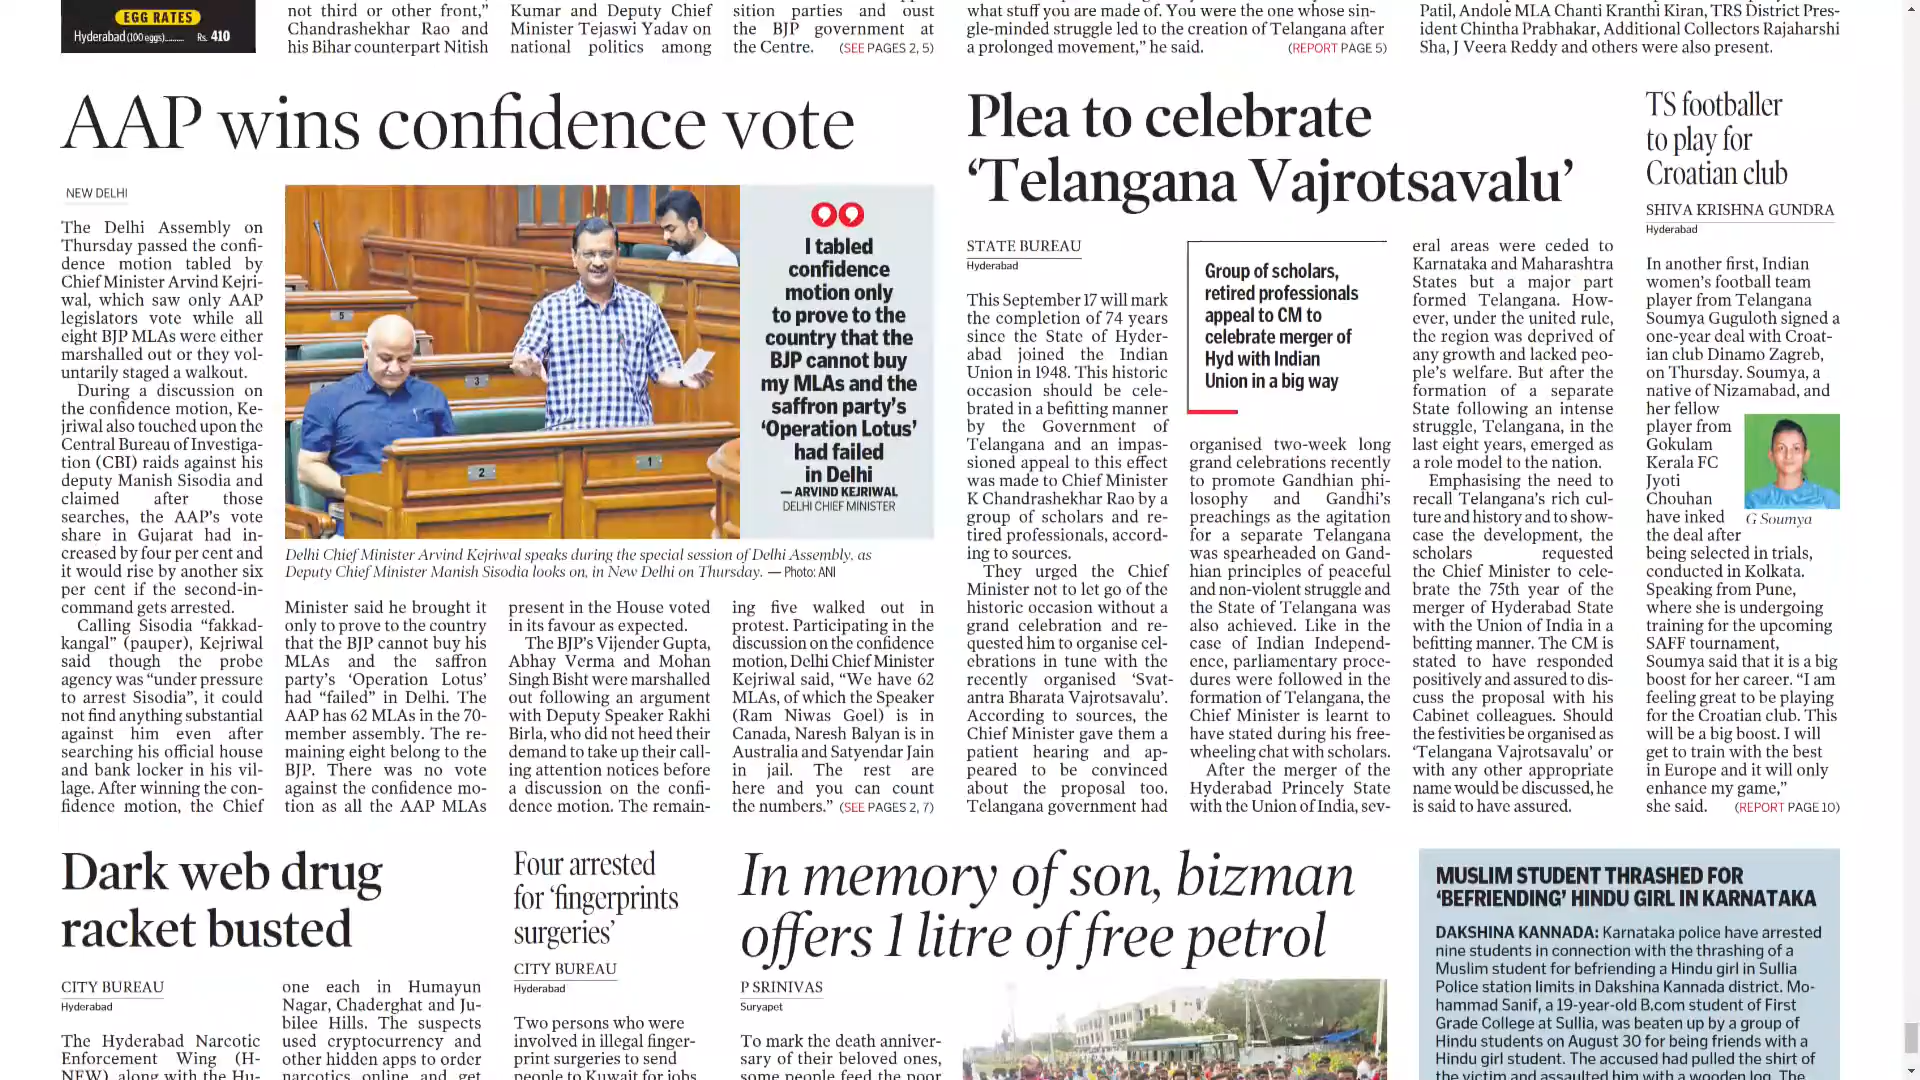 EGG RATES
Hyderabad (100 eggs)......... Rs. 410
not third or other front,”
Chandrashekhar Rao and
his Bihar counterpart Nitish
Kumar and Deputy Chief
Minister Tejaswi Yadav on
national politics among
sition parties and oust
the BJP government at
the Centre. (SEE PAGES 2, 5)
what stuff you are made of. You were the one whose sin-
gle-minded struggle led to the creation of Telangana after
a prolonged movement,” he said. (REPORT PAGE 5)
Patil, Andole MLA Chanti Kranthi Kiran, TRS District Pres-
ident Chintha Prabhakar, Additional Collectors Rajaharshi
Sha, J Veera Reddy and others were also present.
AAP wins confidence vote
NEW DELHI
The Delhi Assembly on
Thursday passed the confi-
dence motion tabled by
Chief Minister Arvind Kejri-
wal, which saw only AAP
legislators vote while all
eight BJP MLAs were either
marshalled out or they vol-
untarily staged a walkout.
During a discussion on
the confidence motion, Ke-
jriwal also touched upon the
Central Bureau of Investiga-
tion (CBI) raids against his
deputy Manish Sisodia and
claimed after those
searches, the AAP’s vote
share in Gujarat had in-
creased by four per cent and
it would rise by another six
per cent if the second-in-
command gets arrested.
Calling Sisodia “fakkad-
kangal” (pauper), Kejriwal
said though the probe
agency was “under pressure
to arrest Sisodia”, it could
not find anything substantial
against him even after
searching his official house
and bank locker in his vil-
lage. After winning the con-
fidence motion, the Chief
5
3
2
1
I tabled
confidence
motion only
to prove to the
country that the
BJP cannot buy
my MLAs and the
saffron party’s
‘Operation Lotus’
had failed
in Delhi
— ARVIND KEJRIWAL
DELHI CHIEF MINISTER
Delhi Chief Minister Arvind Kejriwal speaks during the special session of Delhi Assembly, as
Deputy Chief Minister Manish Sisodia looks on, in New Delhi on Thursday. — Photo: ANI
Minister said he brought it
only to prove to the country
that the BJP cannot buy his
MLAs and the saffron
party’s ‘Operation Lotus’
had “failed” in Delhi. The
AAP has 62 MLAs in the 70-
member assembly. The re-
maining eight belong to the
BJP. There was no vote
against the confidence mo-
tion as all the AAP MLAs
present in the House voted
in its favour as expected.
The BJP’s Vijender Gupta,
Abhay Verma and Mohan
Singh Bisht were marshalled
out following an argument
with Deputy Speaker Rakhi
Birla, who did not heed their
demand to take up their call-
ing attention notices before
a discussion on the confi-
dence motion. The remain-
ing five walked out in
protest. Participating in the
discussion on the confidence
motion, Delhi Chief Minister
Kejriwal said, “We have 62
MLAs, of which the Speaker
(Ram Niwas Goel) is in
Canada, Naresh Balyan is in
Australia and Satyendar Jain
in jail. The rest are
here and you can count
the numbers.” (SEE PAGES 2, 7)
Plea to celebrate
‘Telangana Vajrotsavalu’
STATE BUREAU
Hyderabad
This September 17 will mark
the completion of 74 years
since the State of Hyder-
abad joined the Indian
Union in 1948. This historic
occasion should be cele-
brated in a befitting manner
by the Government of
Telangana and an impas-
sioned appeal to this effect
was made to Chief Minister
K Chandrashekhar Rao by a
group of scholars and re-
tired professionals, accord-
ing to sources.
They urged the Chief
Minister not to let go of the
historic occasion without a
grand celebration and re-
quested him to organise cel-
ebrations in tune with the
recently organised ‘Svat-
antra Bharata Vajrotsavalu’.
According to sources, the
Chief Minister gave them a
patient hearing and ap-
peared to be convinced
about the proposal too.
Telangana government had
Group of scholars,
retired professionals
appeal to CM to
celebrate merger of
Hyd with Indian
Union in a big way
organised two-week long
grand celebrations recently
to promote Gandhian phi-
losophy and Gandhi’s
preachings as the agitation
for a separate Telangana
was spearheaded on Gand-
hian principles of peaceful
and non-violent struggle and
the State of Telangana was
also achieved. Like in the
case of Indian Independ-
ence, parliamentary proce-
dures were followed in the
formation of Telangana, the
Chief Minister is learnt to
have stated during his free-
wheeling chat with scholars.
After the merger of the
Hyderabad Princely State
with the Union of India, sev-
eral areas were ceded to
Karnataka and Maharashtra
States but a major part
formed Telangana. How-
ever, under the united rule,
the region was deprived of
any growth and lacked peo-
ple’s welfare. But after the
formation of a separate
State following an intense
struggle, Telangana, in the
last eight years, emerged as
a role model to the nation.
Emphasising the need to
recall Telangana’s rich cul-
ture and history and to show-
case the development, the
scholars requested
the Chief Minister to cele-
brate the 75th year of the
merger of Hyderabad State
with the Union of India in a
befitting manner. The CM is
stated to have responded
positively and assured to dis-
cuss the proposal with his
Cabinet colleagues. Should
the festivities be organised as
‘Telangana Vajrotsavalu’ or
with any other appropriate
name would be discussed, he
is said to have assured.
TS footballer
to play for
Croatian club
SHIVA KRISHNA GUNDRA
Hyderabad
In another first, Indian
women’s football team
player from Telangana
Soumya Guguloth signed a
one-year deal with Croat-
ian club Dinamo Zagreb,
on Thursday. Soumya, a
native of Nizamabad, and
her fellow
player from
Gokulam
Kerala FC
Jyoti
Chouhan
have inked
the deal after
G Soumya
being selected in trials,
conducted in Kolkata.
Speaking from Pune,
where she is undergoing
training for the upcoming
SAFF tournament,
Soumya said that it is a big
boost for her career. “I am
feeling great to be playing
for the Croatian club. This
will be a big boost. I will
get to train with the best
in Europe and it will only
enhance my game,”
she said. (REPORT PAGE 10)
Dark web drug
racket busted
CITY BUREAU
Hyderabad
The Hyderabad Narcotic
Enforcement Wing (H-
NEW), along with the Hu-
one each in Humayun
Nagar, Chaderghat and Ju-
bilee Hills. The suspects
used cryptocurrency and
other hidden apps to order
narcotics online and get
Four arrested
for ‘fingerprints
surgeries’
CITY BUREAU
Hyderabad
Two persons who were
involved in illegal finger-
print surgeries to send
people to Kuwait for jobs
In memory of son, bizman
offers 1 litre of free petrol
P SRINIVAS
Suryapet
To mark the death anniver-
sary of their beloved ones,
some people feed the poor
MUSLIM STUDENT THRASHED FOR
‘BEFRIENDING’ HINDU GIRL IN KARNATAKA
DAKSHINA KANNADA: Karnataka police have arrested
nine students in connection with the thrashing of a
Muslim student for befriending a Hindu girl in Sullia
Police station limits in Dakshina Kannada district. Mo-
hammad Sanif, a 19-year-old B.com student of First
Grade College at Sullia, was beaten up by a group of
Hindu students on August 30 for being friends with a
Hindu girl student. The accused had pulled the shirt of
the victim and assaulted him with a wooden log. The